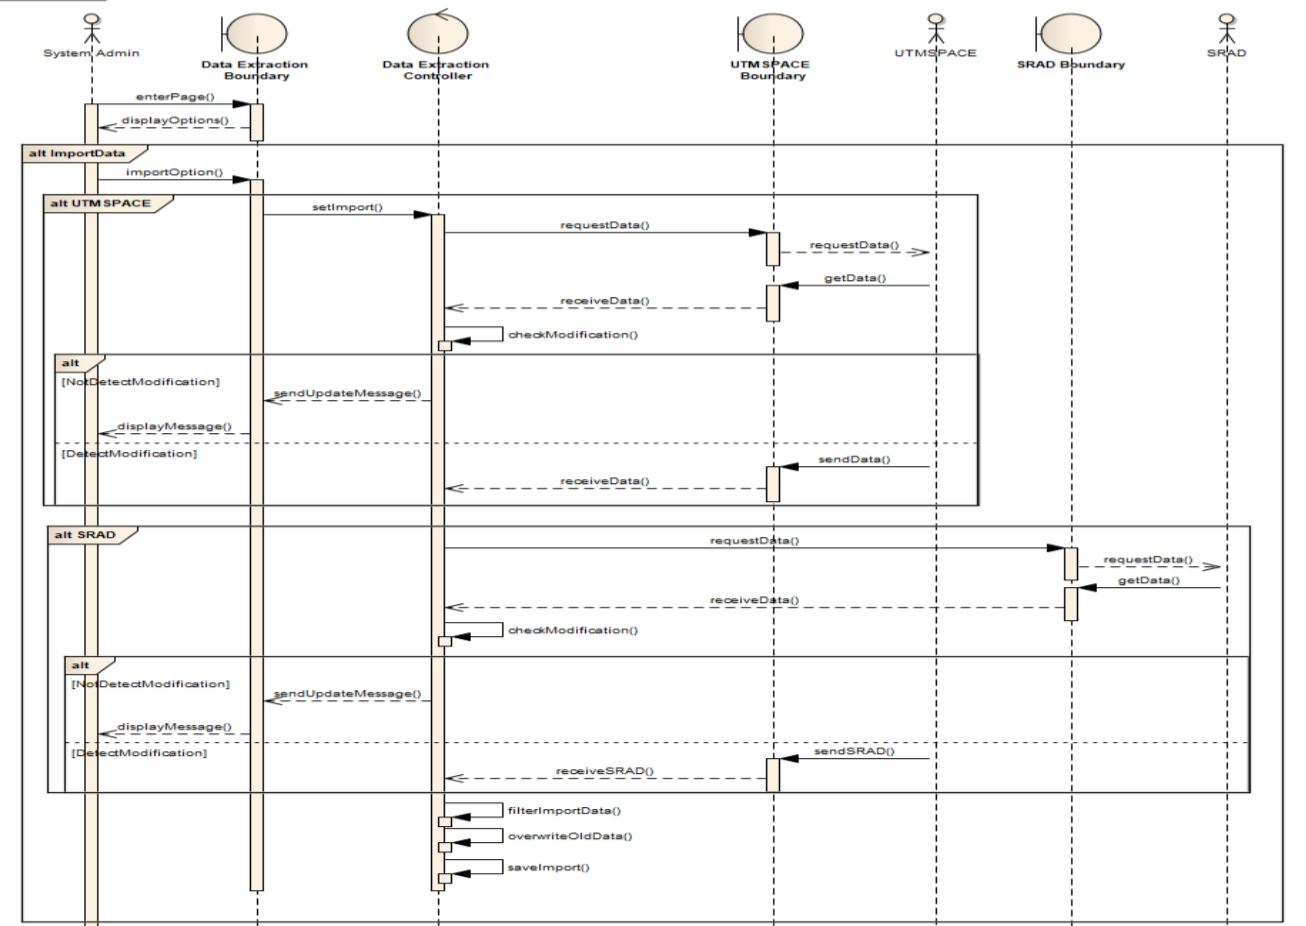 System Admin
Data Extraction
Boundary
Data Extraction
Controller
UTMSPACE
Boundary
UTMSPACE
SRAD Boundary
SRAD
enterPage()
displayOptions()
alt ImportData
importOption()
alt UTMSPACE
setImport()
requestData()
requestData()
getData()
receiveData()
checkModification()
alt
[NotDetectModification]
sendUpdateMessage()
displayMessage()
[DetectModification]
sendData()
receiveData()
alt SRAD
requestData()
requestData()
getData()
receiveData()
checkModification()
alt
[NotDetectModification]
sendUpdateMessage()
displayMessage()
[DetectModification]
sendSRAD()
receiveSRAD()
filterImportData()
overwriteOldData()
saveImport()